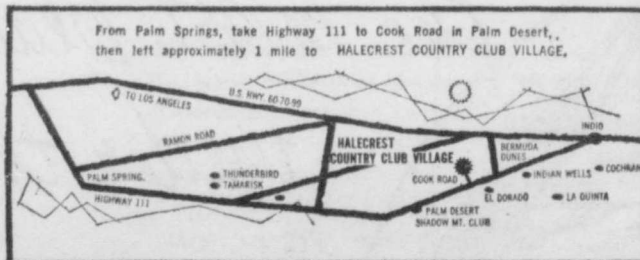 From Palm Springs, take Highway 111 to Cook Road in Palm Desert,
then left approximately 1 mile to HALECREST COUNTRY CLUB VILLAGE.
TO LOS ANGELES
U.S. HWY. 60-70-99
INDIO
RAMON ROAD
HALECREST
COUNTRY CLUB VILLAGE
BERMUDA
DUNES
COCHRAN
PALM SPRING.
THUNDERBIRD
TAMARISK
COOK ROAD
INDIAN WELLS
HIGHWAY 111
EL DORADO
LA QUINTA
PALM DESERT
SHADOW MT. CLUB